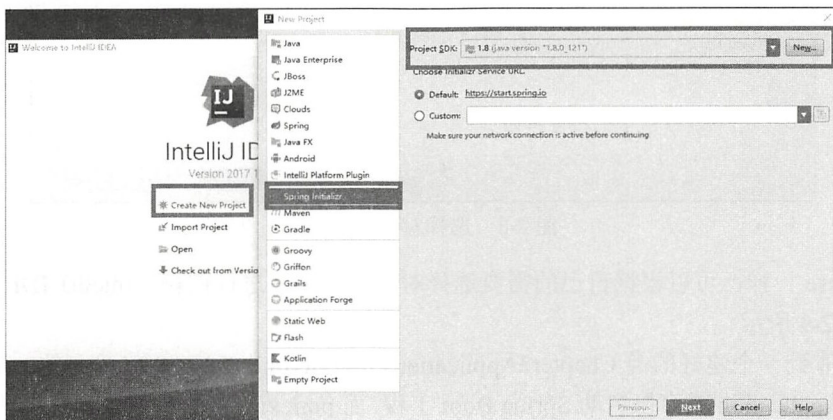 Welcome to IntelliJ IDEA
IJ
IntelliJ ID
Version 2017.1
Create New Project
Import Project
Open
Check out from Versio
New Project
Java
Java Enterprise
JBoss
J2ME
Clouds
Spring
Java FX
Android
IntelliJ Platform Plugin
Spring Initializr
Maven
Gradle
Groovy
Griffon
Grails
Application Forge
Static Web
Flash
Kotlin
Empty Project
Project SDK: 1.8 (java version "1.8.0_121")
New...
Choose Initializr Service URL.
Default: https://start.spring.io
Custom:
Make sure your network connection is active before continuing.
Previous
Next
Cancel
Help